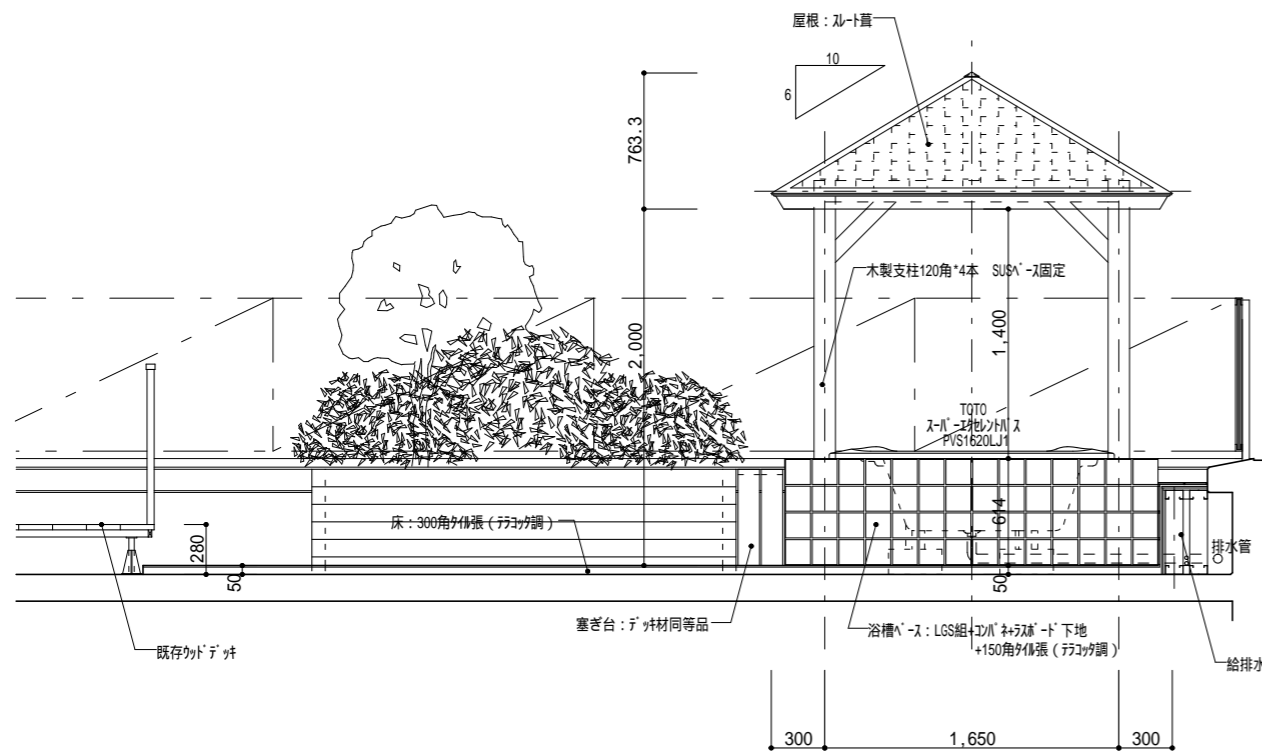 屋根：スレート葺
10
6
763.3
木製支柱120角*4本 SUSベース固定
2,000
1,400
TOTO
スーパーエクセレントバス
PVS1620LJ1
床：300角タイル張（テラコッタ調）
614
280
50
50
排水管
塞ぎ台：デッキ材同等品
浴槽ベース：LGS組+コンパネ+ラスボード下地
+150角タイル張（テラコッタ調）
既存ウッドデッキ
給排水
300
1,650
300